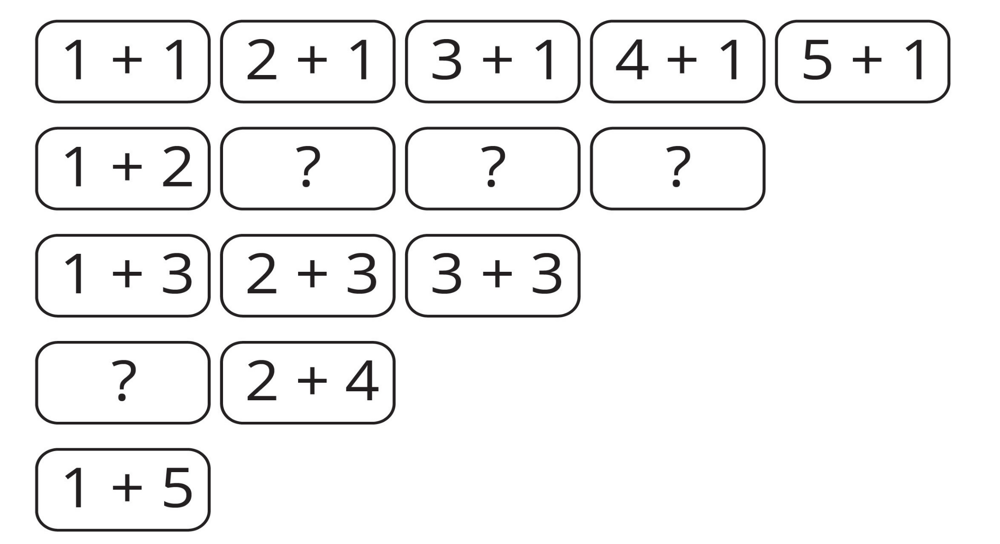 1 + 1 2 + 1 3 + 1 4 + 1 5 + 1
1 + 2 ? ? ?
1 + 3 2 + 3 3 + 3
? 2 + 4
1 + 5